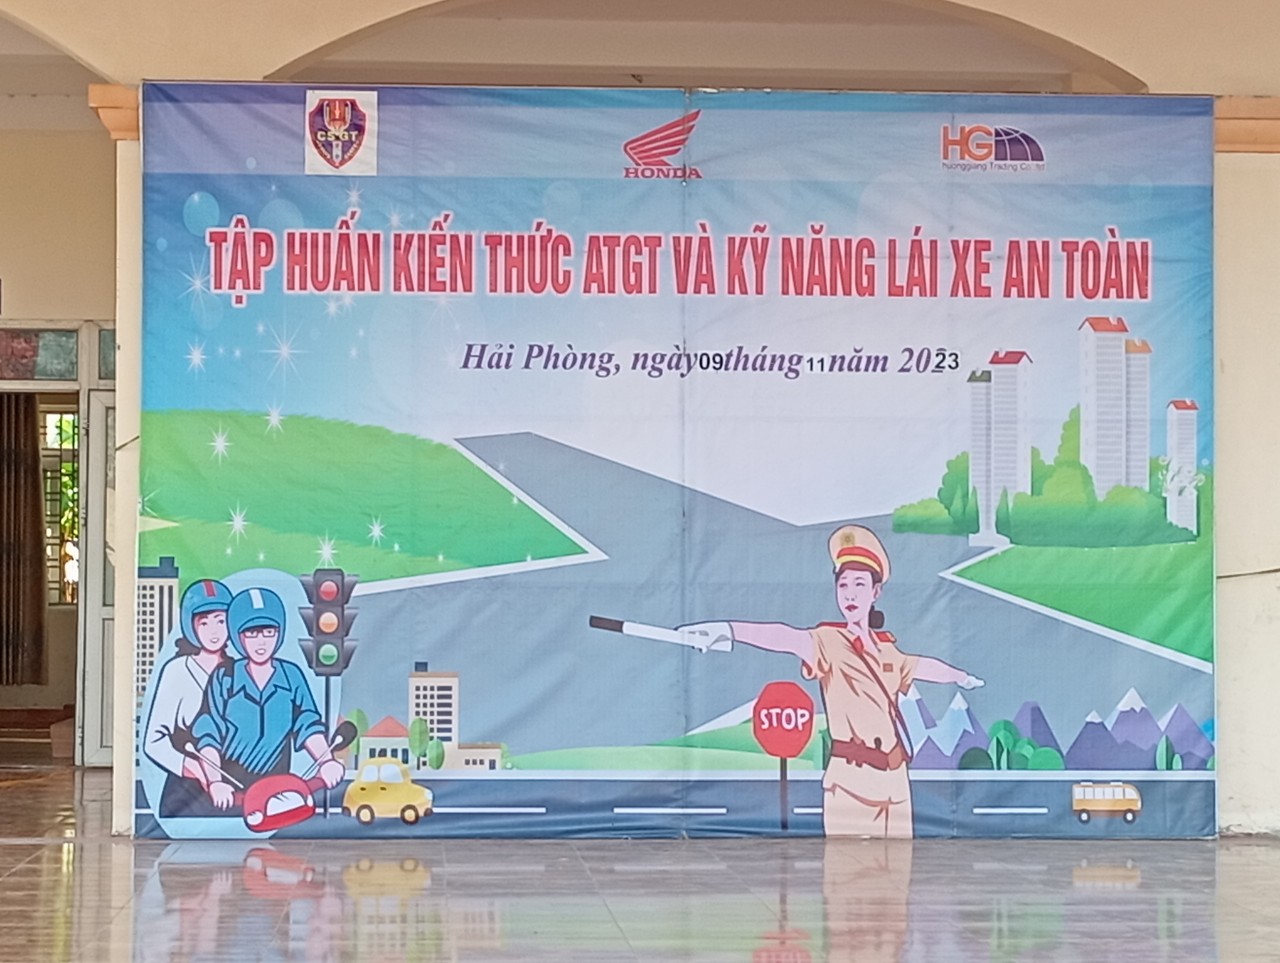 CSGT
HONDA
HG
huonggiang Trading Co. ltd
TẬP HUẤN KIẾN THỨC ATGT VÀ KỸ NĂNG LÁI XE AN TOÀN
Hải Phòng, ngày 09 tháng 11 năm 2023
STOP